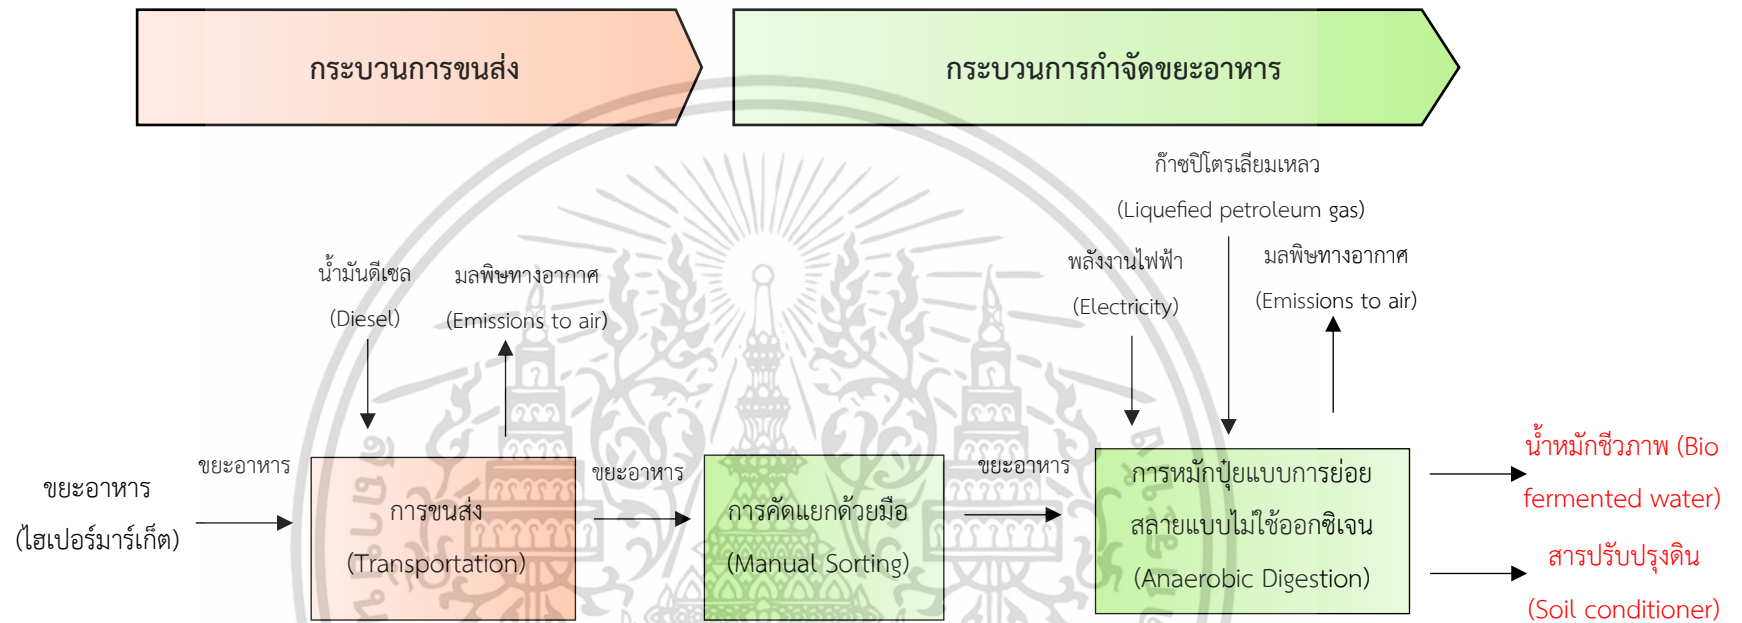 กระบวนการขนส่ง
กระบวนการกำจัดขยะอาหาร
ก๊าซปิโตรเลียมเหลว
(Liquefied petroleum gas)
น้ำมันดีเซล
(Diesel)
มลพิษทางอากาศ
(Emissions to air)
พลังงานไฟฟ้า
(Electricity)
มลพิษทางอากาศ
(Emissions to air)
ขยะอาหาร
(ไฮเปอร์มาร์เก็ต)
ขยะอาหาร
การขนส่ง
(Transportation)
ขยะอาหาร
การคัดแยกด้วยมือ
(Manual Sorting)
ขยะอาหาร
การหมักปุ๋ยแบบการย่อย
สลายแบบไม่ใช้ออกซิเจน
(Anaerobic Digestion)
น้ำหมักชีวภาพ (Bio
fermented water)
สารปรับปรุงดิน
(Soil conditioner)